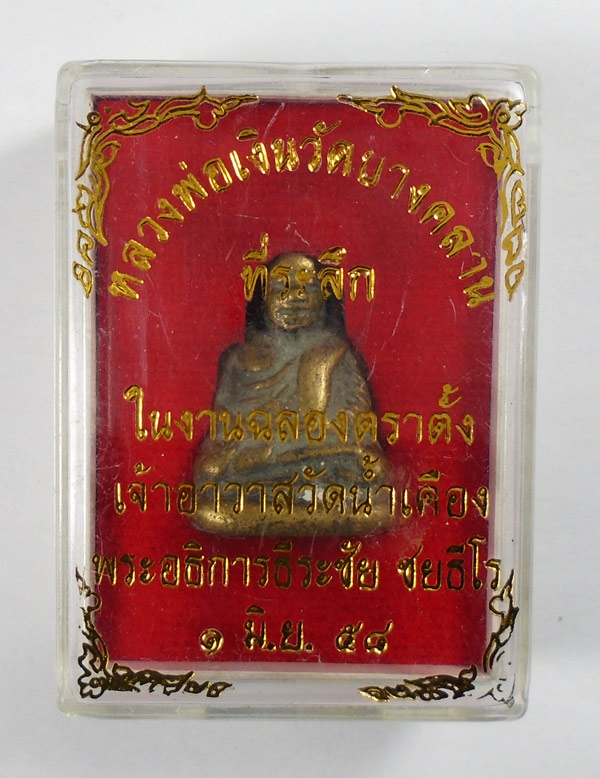 หลวงพ่อเงินวัดบางคลาน
ที่ระลึก
ในงานฉลองตราตั้ง
เจ้าอาวาสวัดน้ำเคือง
พระอธิการธีระชัย ชยธีโร
๑ มิ.ย. ๕๘